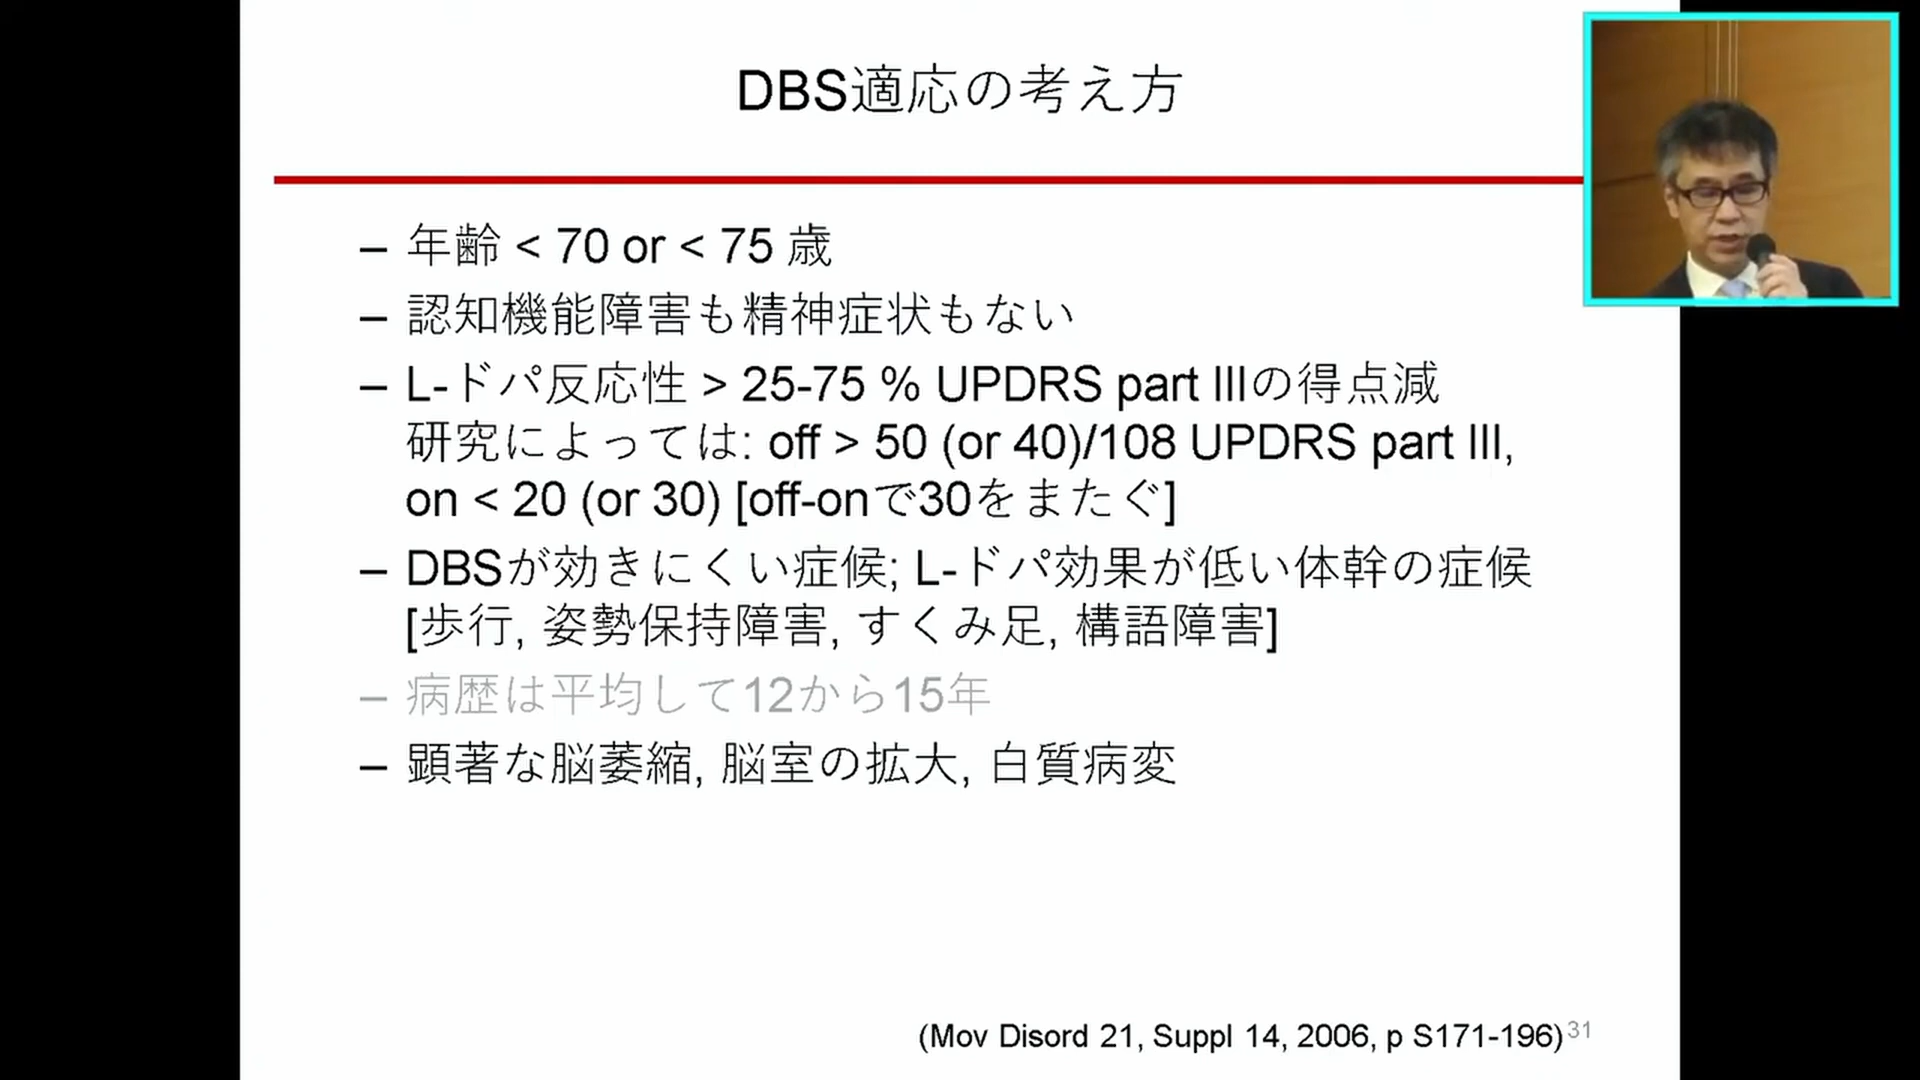 DBS適応の考え方
– 年齢 < 70 or < 75 歳
– 認知機能障害も精神症状もない
– L-ドパ反応性 > 25-75 % UPDRS part IIIの得点減
研究によっては: off > 50 (or 40)/108 UPDRS part III,
on < 20 (or 30) [off-onで30をまたぐ]
– DBSが効きにくい症候; L-ドパ効果が低い体幹の症候
[歩行, 姿勢保持障害, すくみ足, 構語障害]
– 病歴は平均して12から15年
– 顕著な脳萎縮, 脳室の拡大, 白質病変
(Mov Disord 21, Suppl 14, 2006, p S171-196)
31